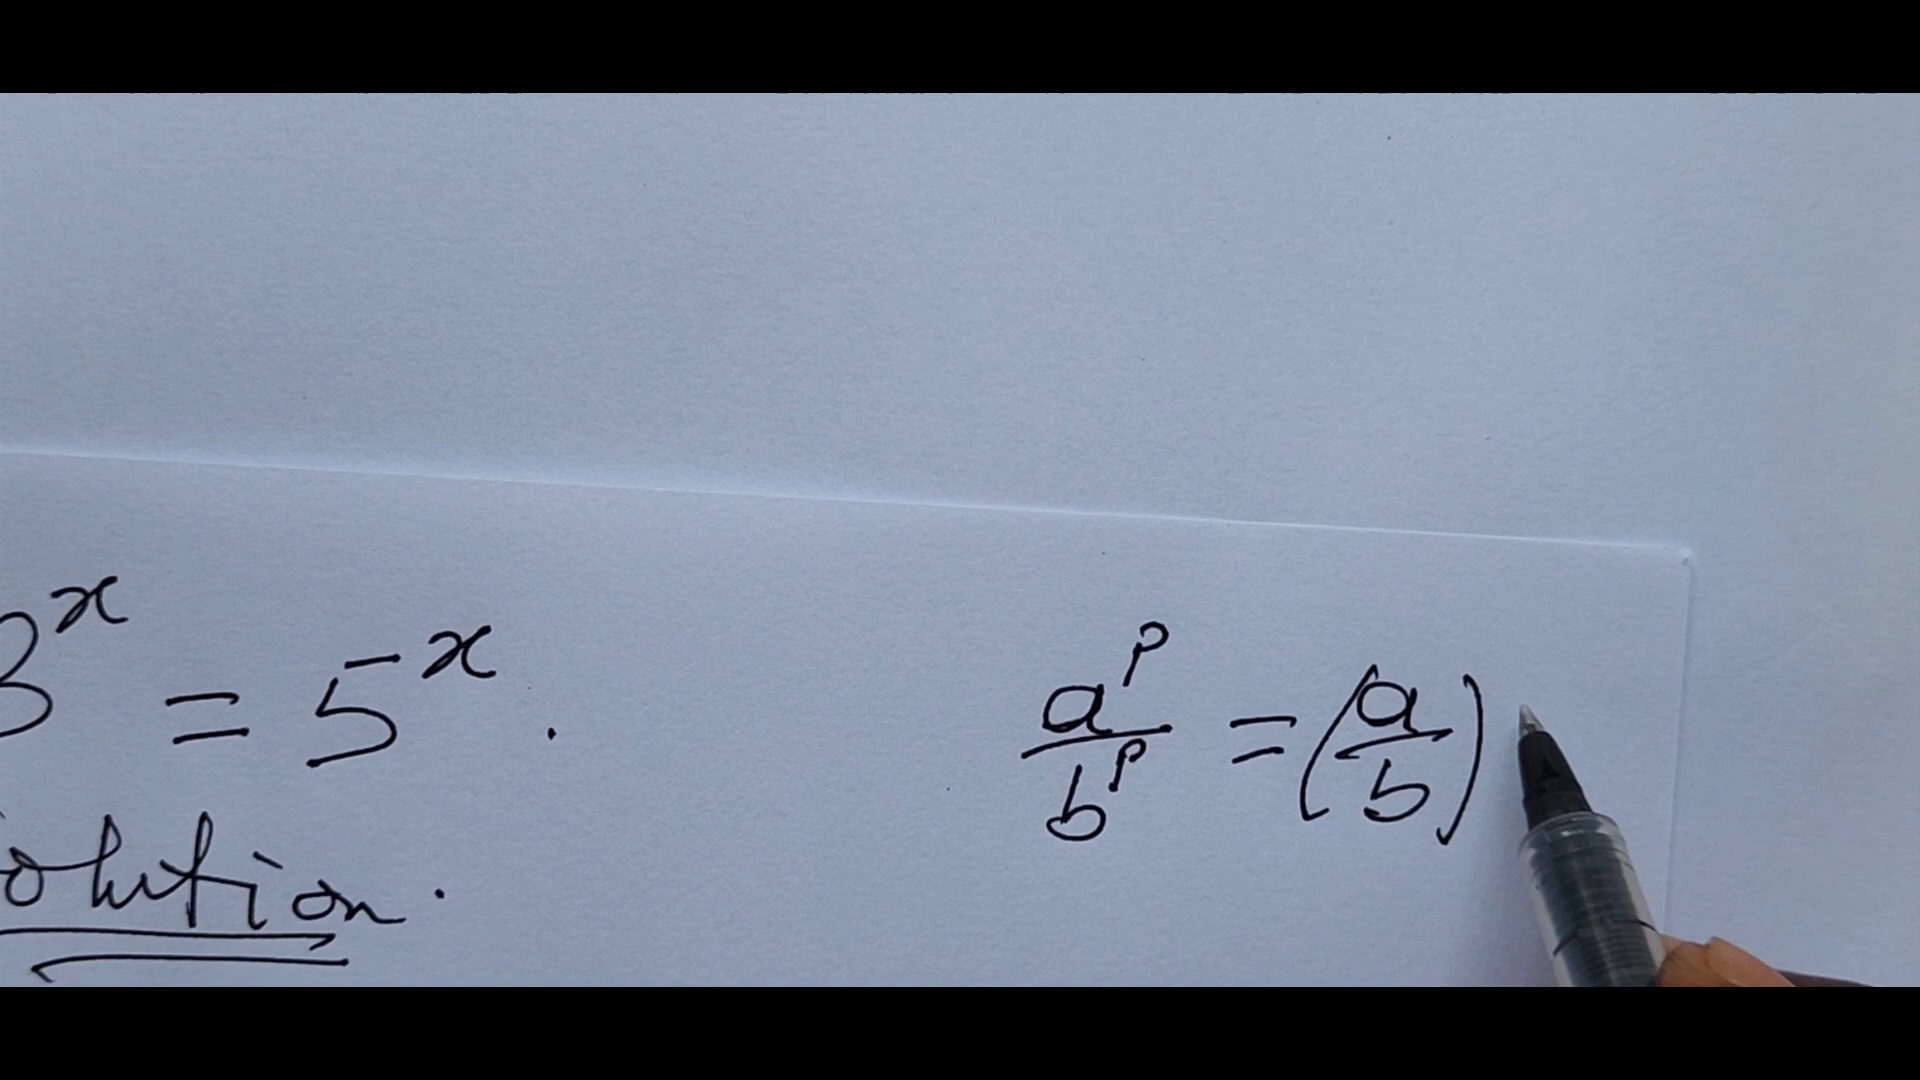 3^x = 5^x .
a^p/b^p = (a/b)
olution .